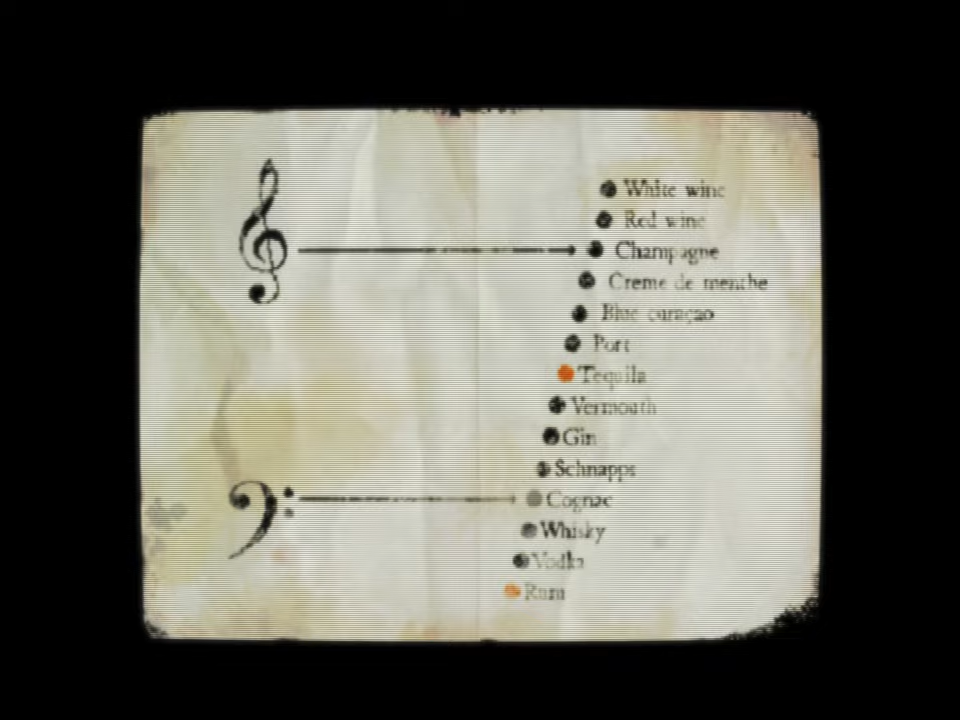 White wine
Red wine
Champagne
Creme de menthe
Blue curaçao
Port
Tequila
Vermouth
Gin
Schnapps
Cognac
Whisky
Vodka
Rum